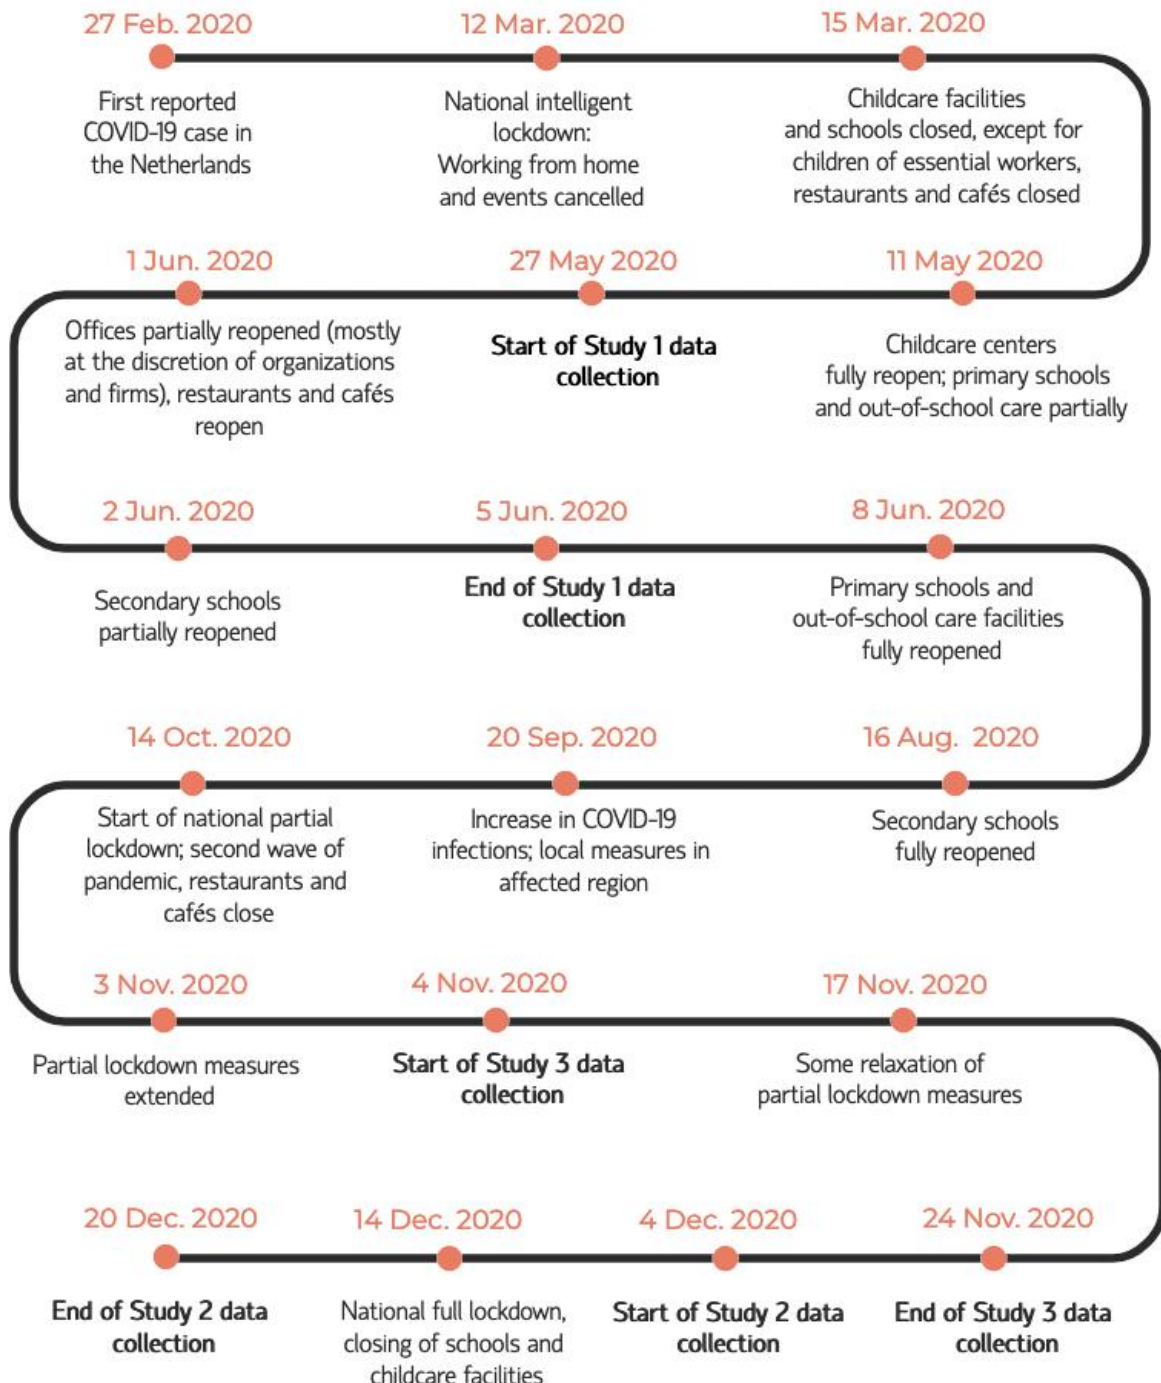 27 Feb. 2020
First reported
COVID-19 case in
the Netherlands
12 Mar. 2020
National intelligent
lockdown:
Working from home
and events cancelled
15 Mar. 2020
Childcare facilities
and schools closed, except for
children of essential workers,
restaurants and cafés closed
11 May 2020
Childcare centers
fully reopen; primary schools
and out-of-school care partially
27 May 2020
Start of Study 1 data
collection
1 Jun. 2020
Offices partially reopened (mostly
at the discretion of organizations
and firms), restaurants and cafés
reopen
2 Jun. 2020
Secondary schools
partially reopened
5 Jun. 2020
End of Study 1 data
collection
8 Jun. 2020
Primary schools and
out-of-school care facilities
fully reopened
16 Aug. 2020
Secondary schools
fully reopened
20 Sep. 2020
Increase in COVID-19
infections; local measures in
affected region
14 Oct. 2020
Start of national partial
lockdown; second wave of
pandemic, restaurants and
cafés close
3 Nov. 2020
Partial lockdown measures
extended
4 Nov. 2020
Start of Study 3 data
collection
17 Nov. 2020
Some relaxation of
partial lockdown measures
24 Nov. 2020
End of Study 3 data
collection
4 Dec. 2020
Start of Study 2 data
collection
14 Dec. 2020
National full lockdown,
closing of schools and
childcare facilities
20 Dec. 2020
End of Study 2 data
collection